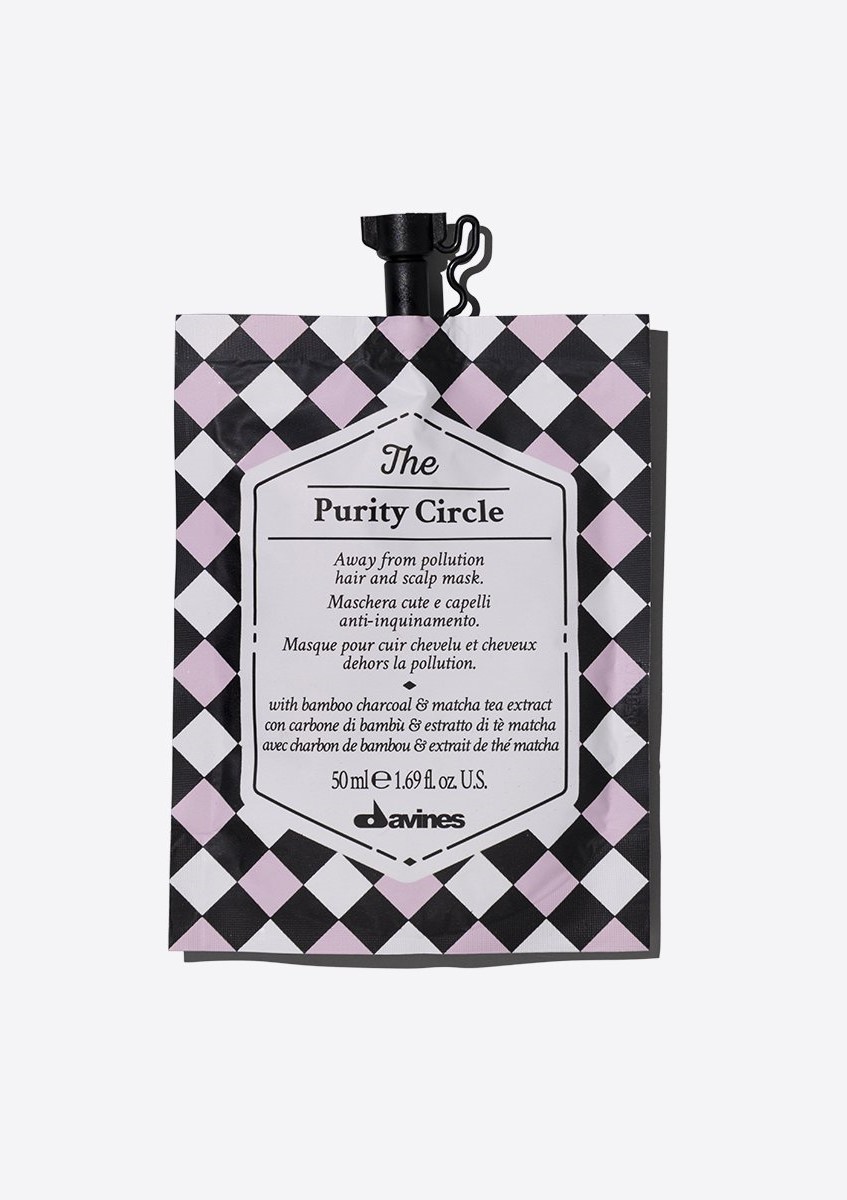 The
Purity Circle
Away from pollution
hair and scalp mask.
Maschera cute e capelli
anti-inquinamento.
Masque pour cuir chevelu et cheveux
dehors la pollution.
with bamboo charcoal & matcha tea extract
con carbone di bambù & estratto di tè matcha
avec charbon de bambou & extrait de thé matcha
50 ml ℮ 1.69 fl. oz. U.S.
davines